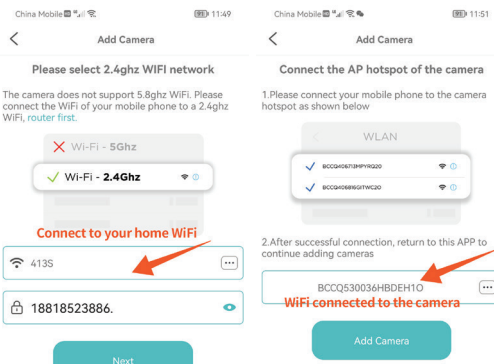 China Mobile 11:49
Add Camera
Please select 2.4ghz WIFI network
The camera does not support 5.8ghz WiFi. Please
connect the WiFi of your mobile phone to a 2.4ghz
WiFi, router first.
Wi-Fi - 5Ghz
Wi-Fi - 2.4Ghz
Connect to your home WiFi
413S
18818523886.
Next
China Mobile 11:51
Add Camera
Connect the AP hotspot of the camera
1.Please connect your mobile phone to the camera
hotspot as shown below
WLAN
BCCQ406713MPYRQ20
BCCQ406816GITWC20
2.After successful connection, return to this APP to
continue adding cameras
BCCQ530036HBDEH1O
WiFi connected to the camera
Add Camera